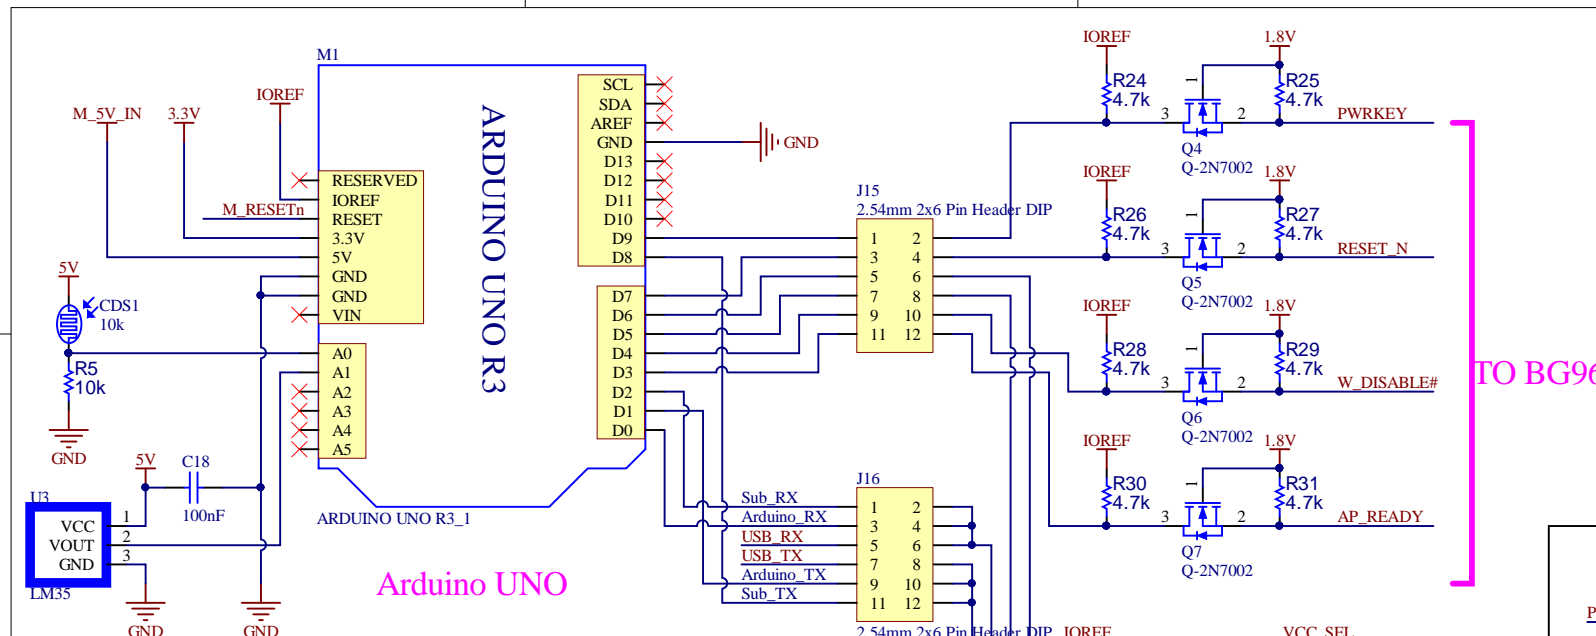 M1
IOREF
M_5V_IN
3.3V
RESERVED
IOREF
M_RESETn
RESET
3.3V
5V
GND
GND
VIN
A0
A1
A2
A3
A4
A5
ARDUINO UNO R3
SCL
SDA
AREF
GND
GND
D13
D12
D11
D10
D9
D8
D7
D6
D5
D4
D3
D2
D1
D0
5V
CDS1
10k
R5
10k
GND
5V
C18
100nF
U3
VCC
1
VOUT
2
GND
3
LM35
GND
GND
ARDUINO UNO R3_1
Arduino UNO
J15
2.54mm 2x6 Pin Header DIP
1 2
3 4
5 6
7 8
9 10
11 12
J16
Sub_RX
1 2
Arduino_RX
3 4
USB_RX
5 6
USB_TX
7 8
Arduino_TX
9 10
Sub_TX
11 12
2.54mm 2x6 Pin Header DIP
IOREF
VCC_SEL
IOREF
R24
4.7k
1.8V
R25
4.7k
1
3
2
PWRKEY
Q4
Q-2N7002
IOREF
R26
4.7k
1.8V
R27
4.7k
1
3
2
RESET_N
Q5
Q-2N7002
IOREF
R28
4.7k
1.8V
R29
4.7k
1
3
2
W_DISABLE#
Q6
Q-2N7002
IOREF
R30
4.7k
1.8V
R31
4.7k
1
3
2
AP_READY
Q7
Q-2N7002
TO BG96
P